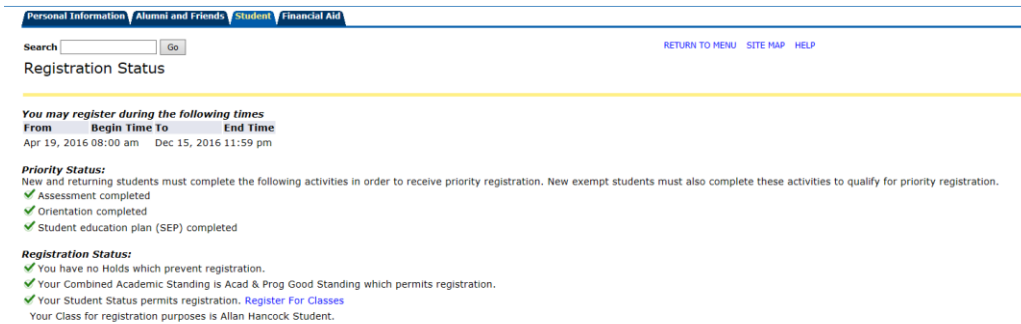 Personal Information Alumni and Friends Student Financial Aid
Search Go RETURN TO MENU SITE MAP HELP
Registration Status
You may register during the following times
From Begin Time To End Time
Apr 19, 2016 08:00 am Dec 15, 2016 11:59 pm
Priority Status:
New and returning students must complete the following activities in order to receive priority registration. New exempt students must also complete these activities to qualify for priority registration.
Assessment completed
Orientation completed
Student education plan (SEP) completed
Registration Status:
You have no Holds which prevent registration.
Your Combined Academic Standing is Acad & Prog Good Standing which permits registration.
Your Student Status permits registration. Register For Classes
Your Class for registration purposes is Allan Hancock Student.